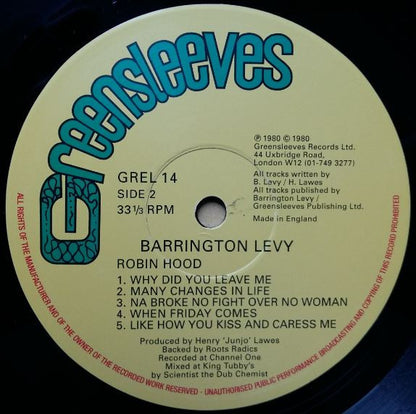 Greensleeves
GREL 14
SIDE 2
33⅓ RPM
℗ 1980 © 1980
Greensleeves Records Ltd.
44 Uxbridge Road,
London W12 (01-749 3277)
All tracks written by
B. Lavy / H. Lawes
All tracks published by
Barrington Levy /
Greensleeves Publishing Ltd.
Made in England
BARRINGTON LEVY
ROBIN HOOD
1. WHY DID YOU LEAVE ME
2. MANY CHANGES IN LIFE
3. NA BROKE NO FIGHT OVER NO WOMAN
4. WHEN FRIDAY COMES
5. LIKE HOW YOU KISS AND CARESS ME
Produced by Henry 'Junjo' Lawes
Backed by Roots Radics
Recorded at Channel One
Mixed at King Tubby's
by Scientist the Dub Chemist
ALL RIGHTS OF THE MANUFACTURER AND OF THE OWNER OF THE RECORDED WORK RESERVED - UNAUTHORISED PUBLIC PERFORMANCE BROADCASTING AND COPYING OF THIS RECORD PROHIBITED